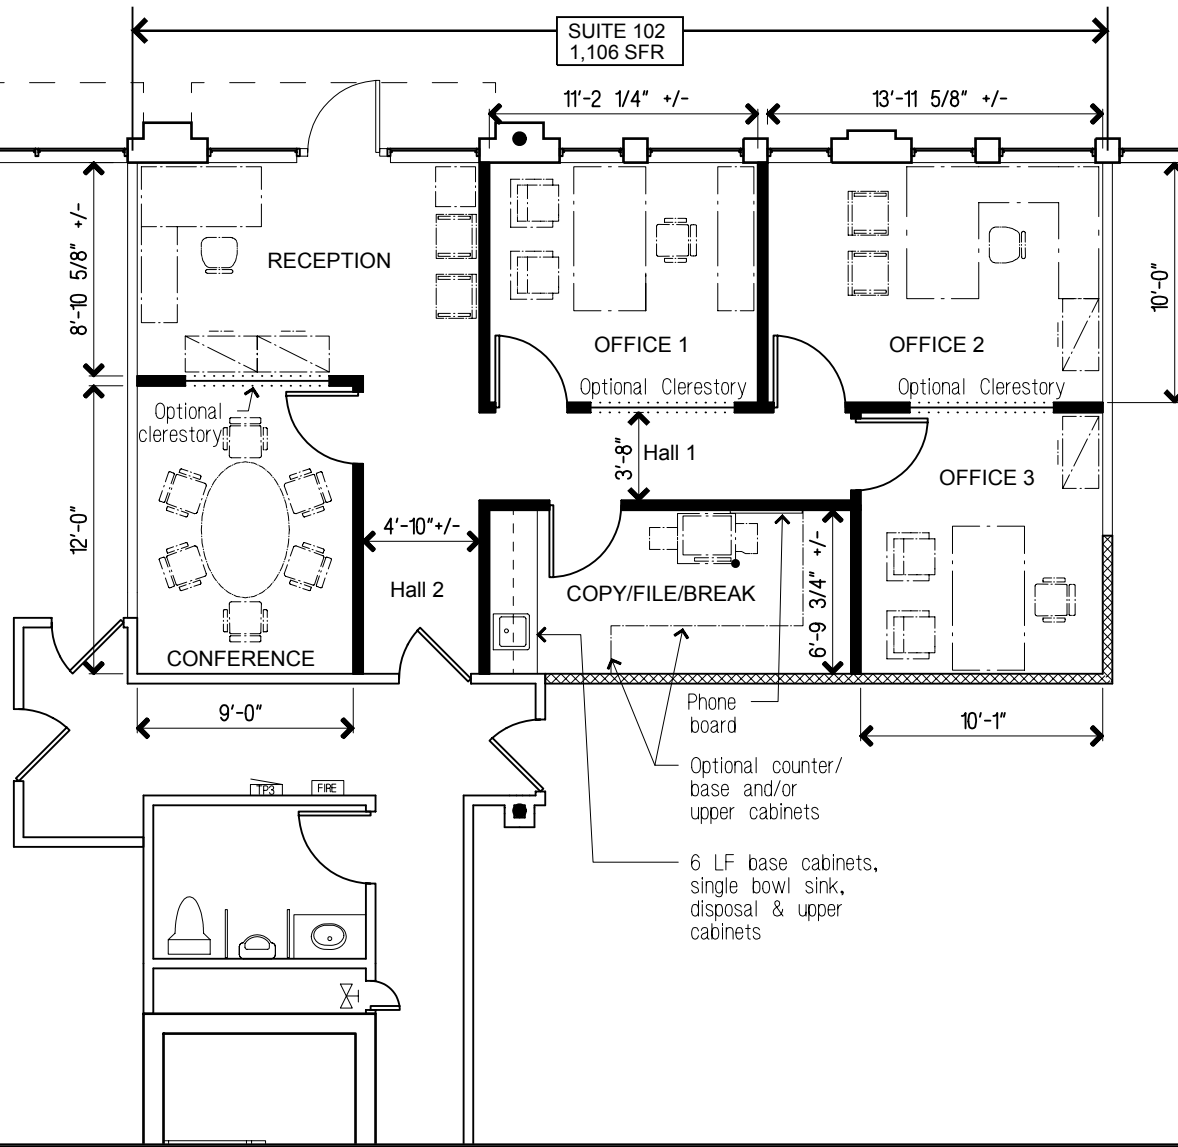 SUITE 102
1,106 SFR
11'-2 1/4" +/-
13'-11 5/8" +/-
8'-10 5/8" +/-
RECEPTION
10'-0"
OFFICE 1
OFFICE 2
Optional Clerestory
Optional Clerestory
Optional
clerestory
3'-8"
Hall 1
OFFICE 3
12'-0"
4'-10"+/-
Hall 2
COPY/FILE/BREAK
6'-9 3/4" +/-
CONFERENCE
9'-0"
Phone
board
10'-1"
Optional counter/
base and/or
upper cabinets
TP3
FIRE
6 LF base cabinets,
single bowl sink,
disposal & upper
cabinets